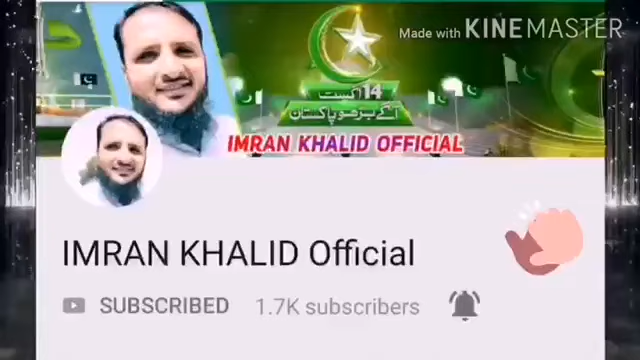 Made with KINEMASTER
14 اگست
آگے بڑھو پاکستان
IMRAN KHALID OFFICIAL
IMRAN KHALID Official
SUBSCRIBED 1.7K subscribers